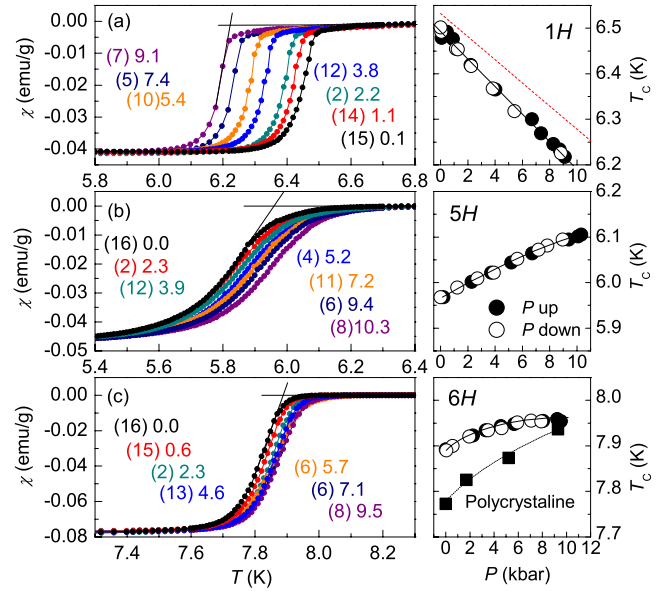 (a)
χ (emu/g)
0.00
-0.01
-0.02
-0.03
-0.04
(7) 9.1
(5) 7.4
(10)5.4
(12) 3.8
(2) 2.2
(14) 1.1
(15) 0.1
5.8 6.0 6.2 6.4 6.6 6.8
1H
6.5
6.4
6.3
6.2
T_c (K)
0 2 4 6 8 10
(b)
χ (emu/g)
0.00
-0.01
-0.02
-0.03
-0.04
-0.05
(16) 0.0
(2) 2.3
(12) 3.9
(4) 5.2
(11) 7.2
(6) 9.4
(8)10.3
5.4 5.6 5.8 6.0 6.2 6.4
5H
P up
P down
6.2
6.1
6.0
5.9
T_c (K)
0 2 4 6 8 10
(c)
χ (emu/g)
0.00
-0.02
-0.04
-0.06
-0.08
(16) 0.0
(15) 0.6
(2) 2.3
(13) 4.6
(6) 5.7
(6) 7.1
(8) 9.5
7.4 7.6 7.8 8.0 8.2
T (K)
6H
Polycrystaline
8.0
7.9
7.8
7.7
T_c (K)
0 2 4 6 8 10 12
P (kbar)